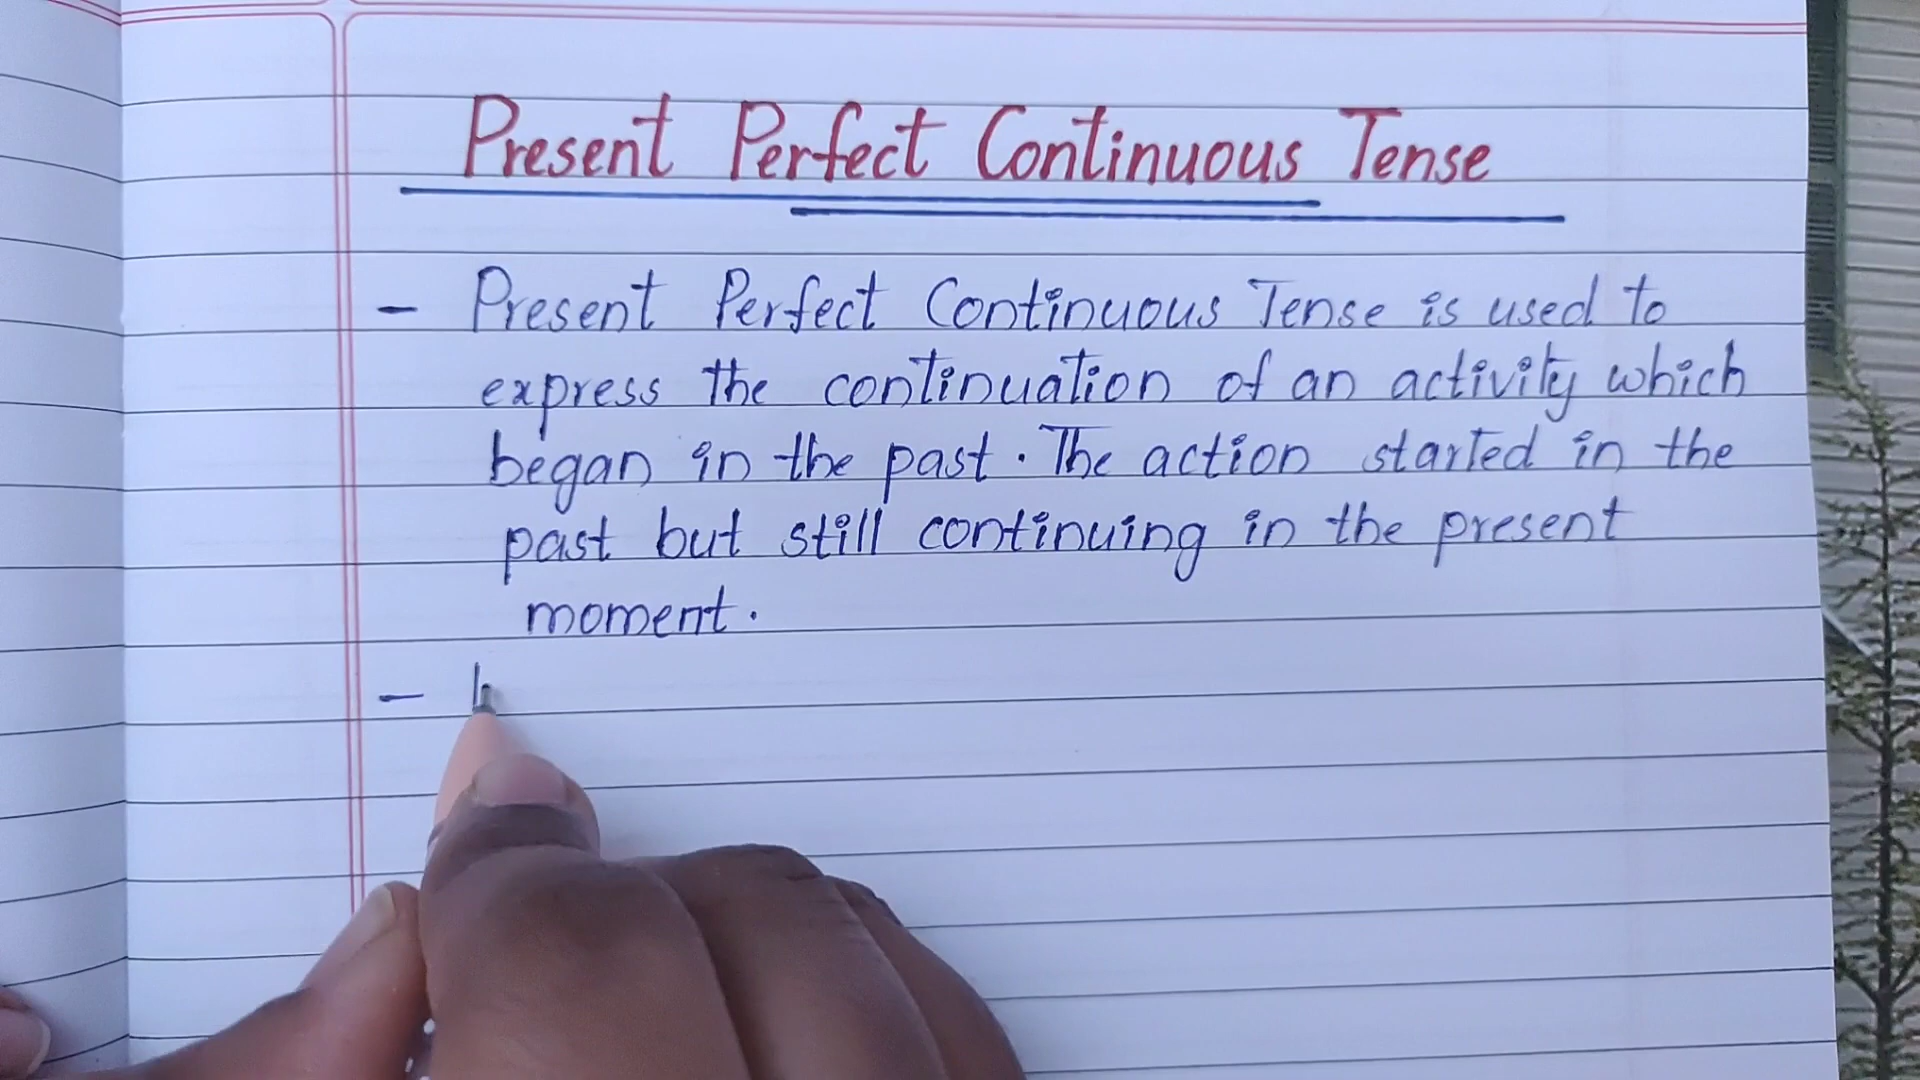 Present Perfect Continuous Tense
- Present Perfect Continuous Tense is used to
express the continuation of an activity which
began in the past. The action started in the
past but still continuing in the present
moment.
-